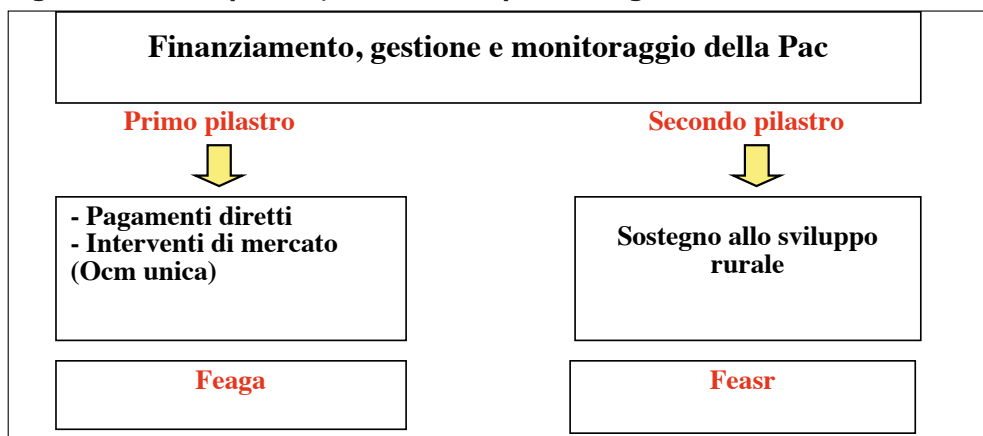 Finanziamento, gestione e monitoraggio della Pac
Primo pilastro
Secondo pilastro
- Pagamenti diretti
- Interventi di mercato
(Ocm unica)
Sostegno allo sviluppo
rurale
Feaga
Feasr